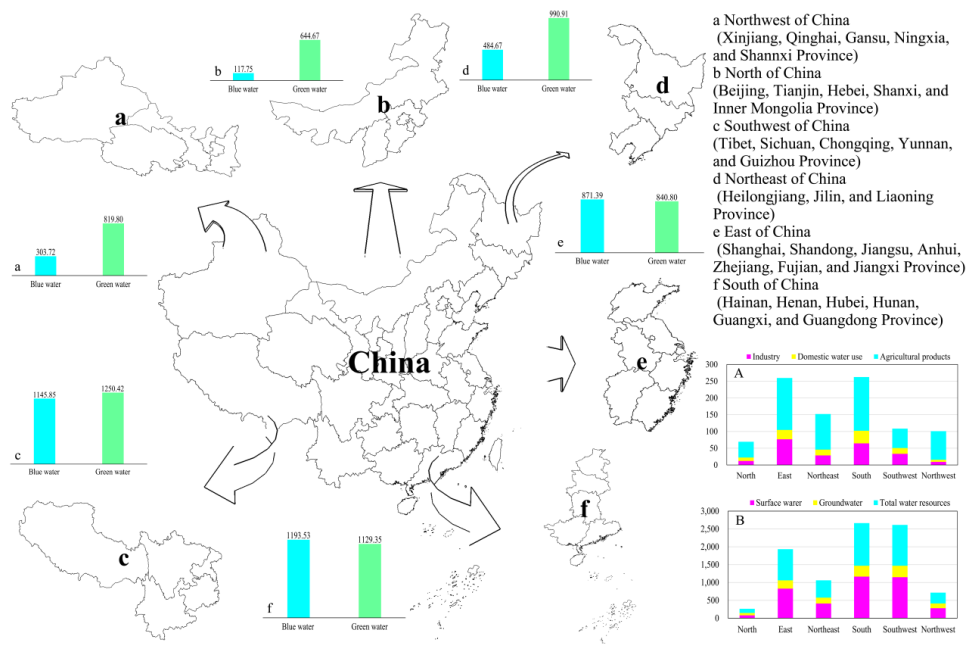 a Northwest of China
(Xinjiang, Qinghai, Gansu, Ningxia,
and Shannxi Province)
b North of China
(Beijing, Tianjin, Hebei, Shanxi, and
Inner Mongolia Province)
c Southwest of China
(Tibet, Sichuan, Chongqing, Yunnan,
and Guizhou Province)
d Northeast of China
(Heilongjiang, Jilin, and Liaoning
Province)
e East of China
(Shanghai, Shandong, Jiangsu, Anhui,
Zhejiang, Fujian, and Jiangxi Province)
f South of China
(Hainan, Henan, Hubei, Hunan,
Guangxi, and Guangdong Province)
b
117.75
644.67
Blue water
Green water
d
484.67
990.91
Blue water
Green water
a
b
d
a
303.72
819.80
Blue water
Green water
e
871.39
840.80
Blue water
Green water
China
e
c
1145.85
1250.42
Blue water
Green water
c
f
1193.53
1129.35
Blue water
Green water
f
Industry Domestic water use Agricultural products
A
300
250
200
150
100
50
0
North East Northeast South Southwest Northwest
Surface warer Groundwater Total water resources
B
3,000
2,500
2,000
1,500
1,000
500
0
North East Northeast South Southwest Northwest